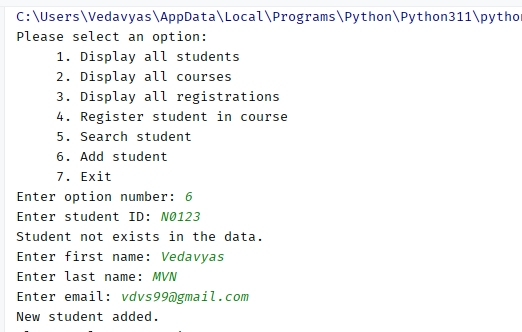 C:\Users\Vedavyas\AppData\Local\Programs\Python\Python311\pytho
Please select an option:
1. Display all students
2. Display all courses
3. Display all registrations
4. Register student in course
5. Search student
6. Add student
7. Exit
Enter option number: 6
Enter student ID: N0123
Student not exists in the data.
Enter first name: Vedavyas
Enter last name: MVN
Enter email: vdvs99@gmail.com
New student added.